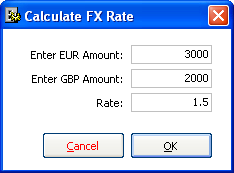 Calculate FX Rate
Enter EUR Amount: 3000
Enter GBP Amount: 2000
Rate: 1.5
Cancel OK